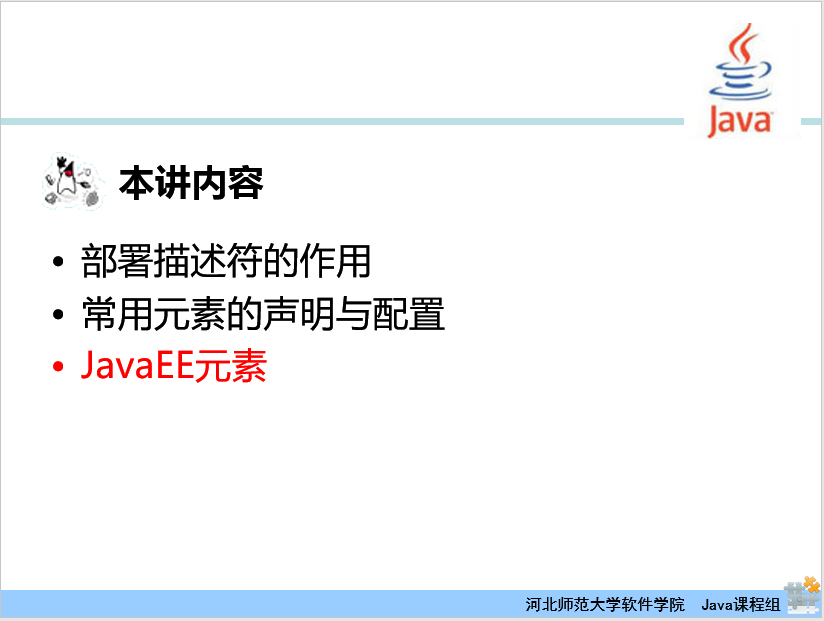 Java
本讲内容
• 部署描述符的作用
• 常用元素的声明与配置
• JavaEE元素
河北师范大学软件学院 Java课程组